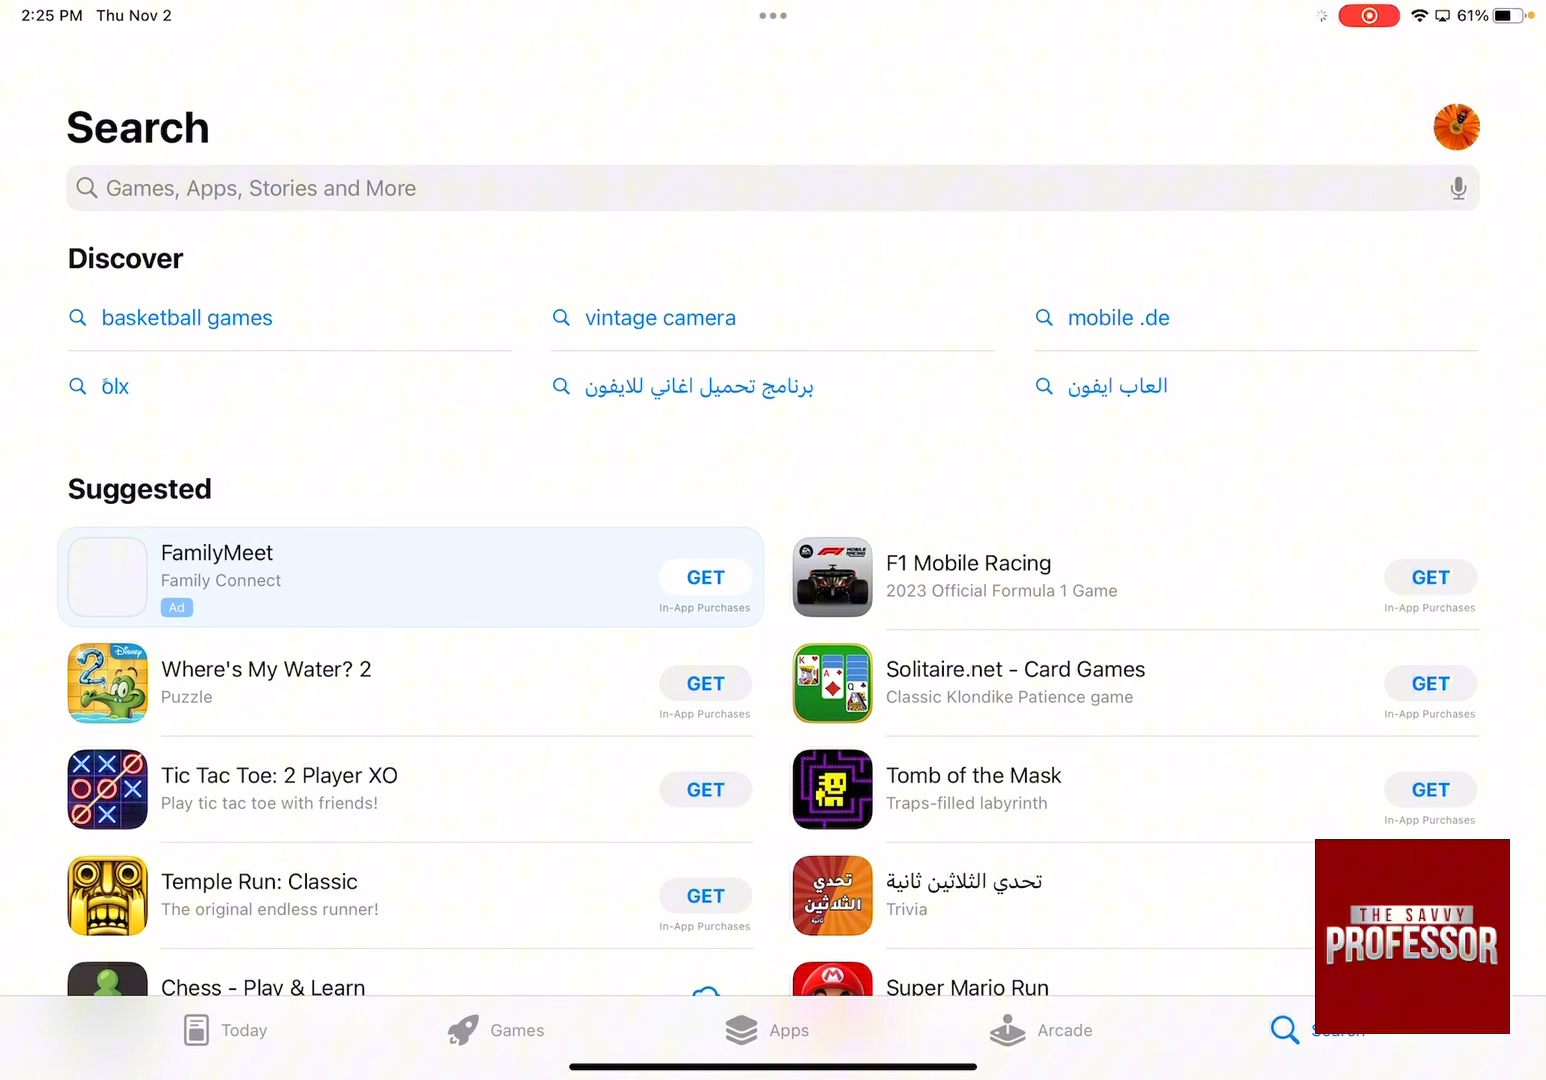 2:25 PM Thu Nov 2
61%
Search
Games, Apps, Stories and More
Discover
basketball games
vintage camera
mobile .de
برنامج تحميل اغاني للايفون
العاب ايفون
Suggested
FamilyMeet
Family Connect
Ad
GET
In-App Purchases
F1 Mobile Racing
2023 Official Formula 1 Game
GET
In-App Purchases
Disney
2
Where's My Water? 2
Puzzle
GET
In-App Purchases
Solitaire.net - Card Games
Classic Klondike Patience game
GET
In-App Purchases
Tic Tac Toe: 2 Player XO
Play tic tac toe with friends!
GET
Tomb of the Mask
Traps-filled labyrinth
GET
In-App Purchases
Temple Run: Classic
The original endless runner!
GET
In-App Purchases
تحدي
الثلاثين
ثانية
تحدي الثلاثين ثانية
Trivia
Chess - Play & Learn
Super Mario Run
THE SAVVY
PROFESSOR
Today
Games
Apps
Arcade
Search